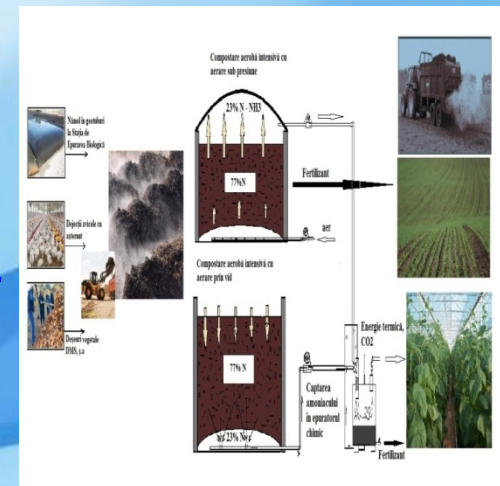 Compostare aerobă intensivă cu
aerare sub presiune
23% N - NH3
Nămol în geotuburi
la Stația de
Epurarea Biologică
77%N
Fertilizant
Dejecții avicole cu
așternut
aer
Compostare aerobă intensivă cu
aerare prin vid
Deșeuri vegetale
DMS, ș.a
77% N
Energie termică,
CO2
Captarea
amoniacului
în epuratorul
chimic
23% N
Fertilizant